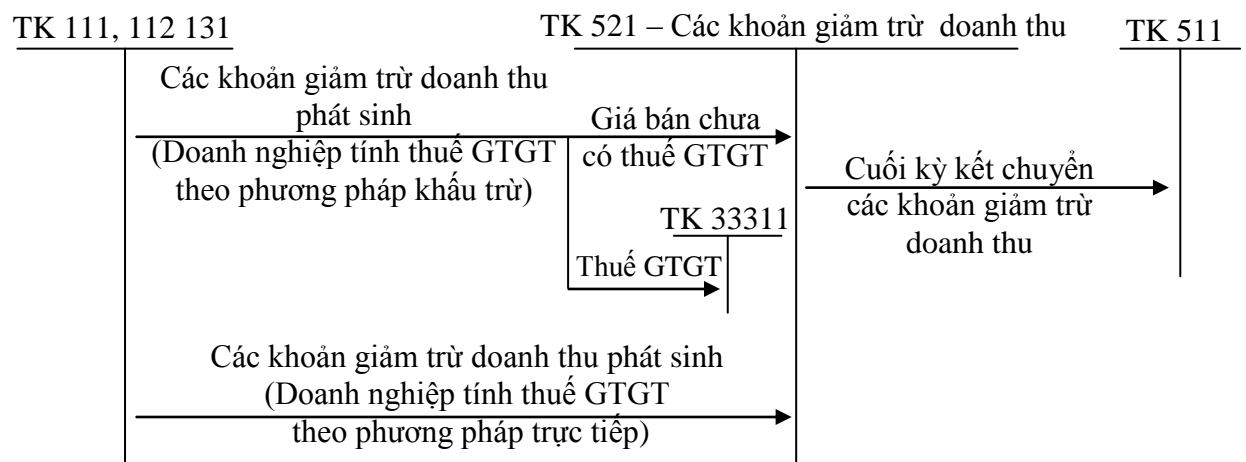 TK 111, 112 131
TK 521 – Các khoản giảm trừ doanh thu
TK 511
Các khoản giảm trừ doanh thu
phát sinh
(Doanh nghiệp tính thuế GTGT
theo phương pháp khấu trừ)
Giá bán chưa
có thuế GTGT
Cuối kỳ kết chuyển
các khoản giảm trừ
doanh thu
TK 33311
Thuế GTGT
Các khoản giảm trừ doanh thu phát sinh
(Doanh nghiệp tính thuế GTGT
theo phương pháp trực tiếp)